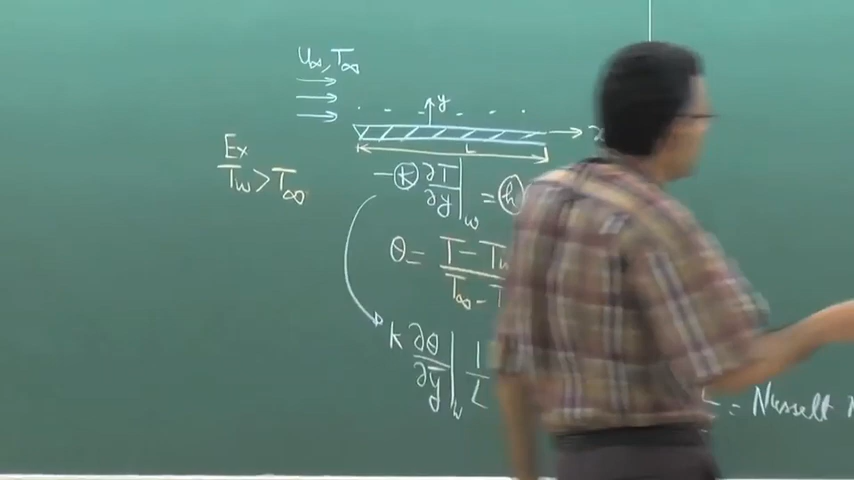 U∞, T∞
y
Ex
Tw > T∞
L
- k ∂T/∂y |w = h
θ = T - Tw / T∞ - T
k ∂θ/∂ȳ |w 1/L
= Nusselt